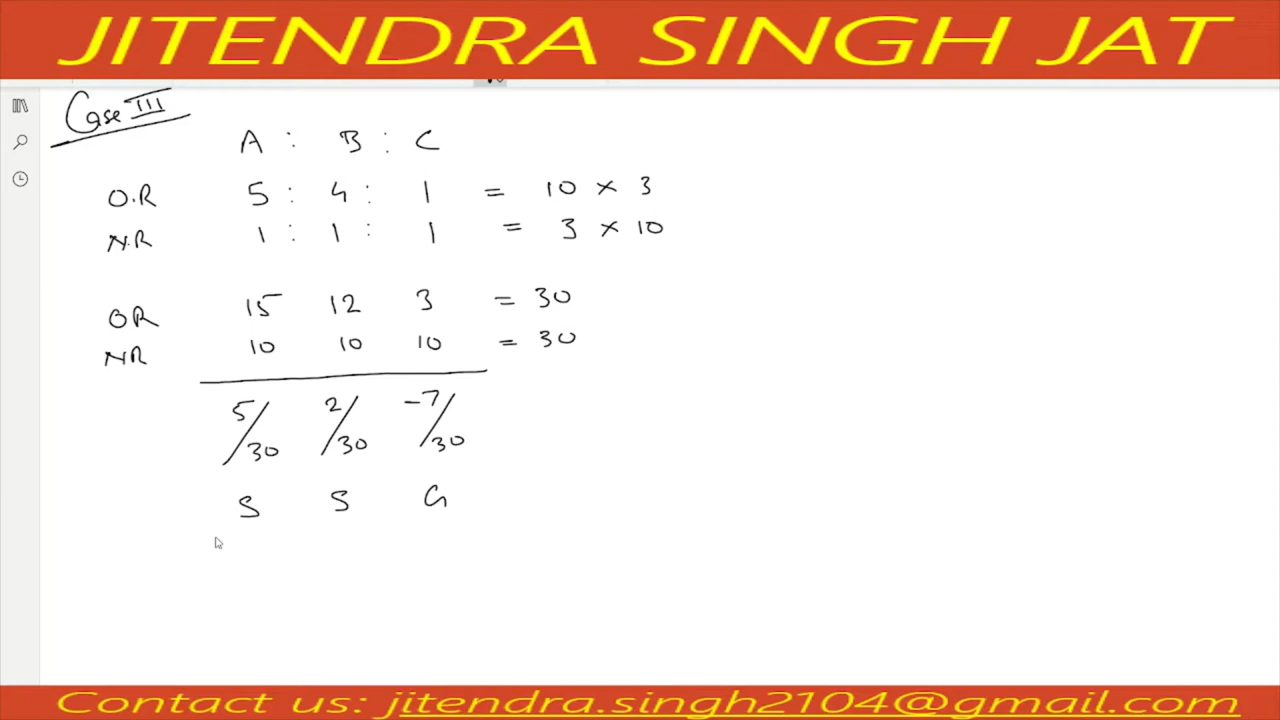 JITENDRA SINGH JAT
Case III
A : B : C
O.R 5 : 4 : 1 = 10 × 3
N.R 1 : 1 : 1 = 3 × 10
OR 15 12 3 = 30
NR 10 10 10 = 30
5/30 2/30 -7/30
S S G
Contact us: jitendra.singh2104@gmail.com